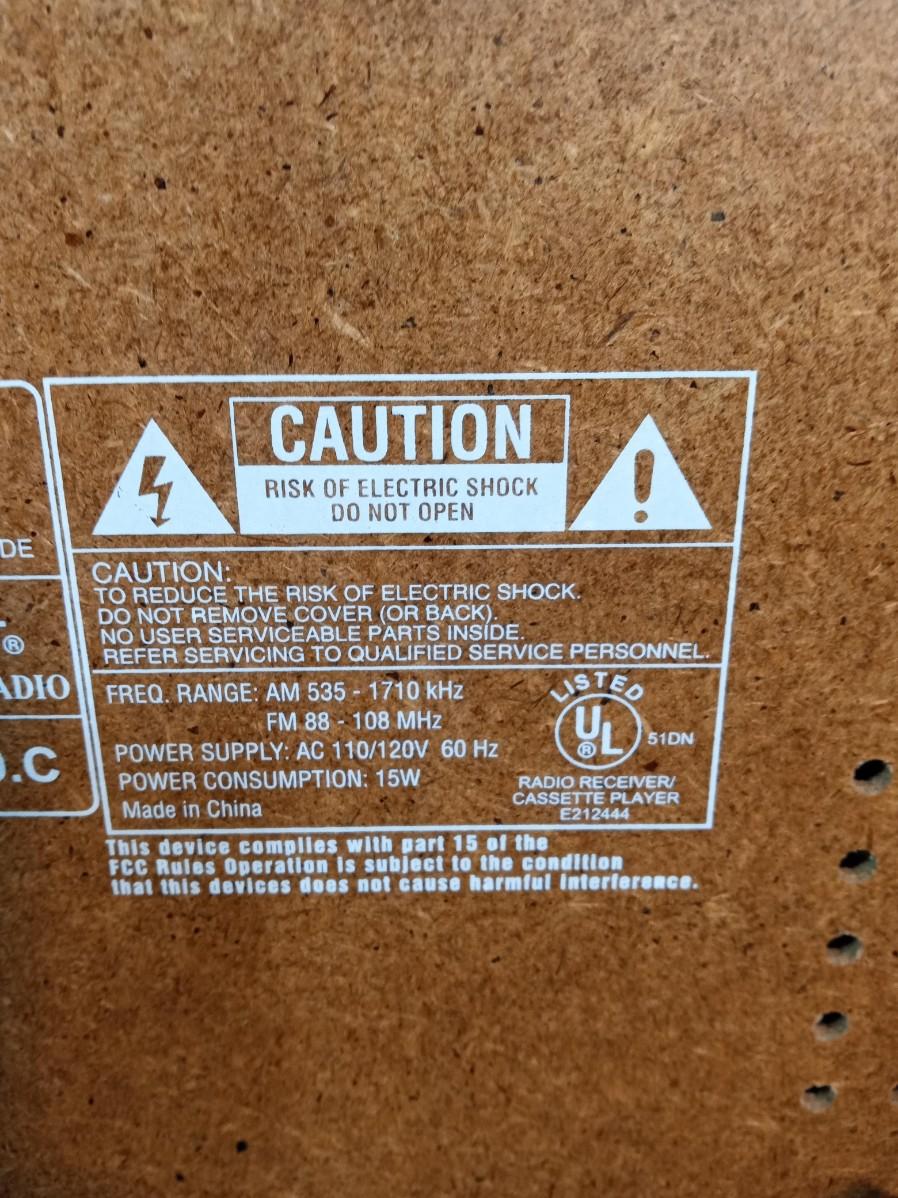 DE
®
ADIO
.C
CAUTION
RISK OF ELECTRIC SHOCK
DO NOT OPEN
CAUTION:
TO REDUCE THE RISK OF ELECTRIC SHOCK.
DO NOT REMOVE COVER (OR BACK).
NO USER SERVICEABLE PARTS INSIDE.
REFER SERVICING TO QUALIFIED SERVICE PERSONNEL.
FREQ. RANGE: AM 535 - 1710 kHz
FM 88 - 108 MHz
POWER SUPPLY: AC 110/120V 60 Hz
POWER CONSUMPTION: 15W
Made in China
LISTED
UL ®
51DN
RADIO RECEIVER/
CASSETTE PLAYER
E212444
This device complies with part 15 of the
FCC Rules Operation is subject to the condition
that this devices does not cause harmful interference.